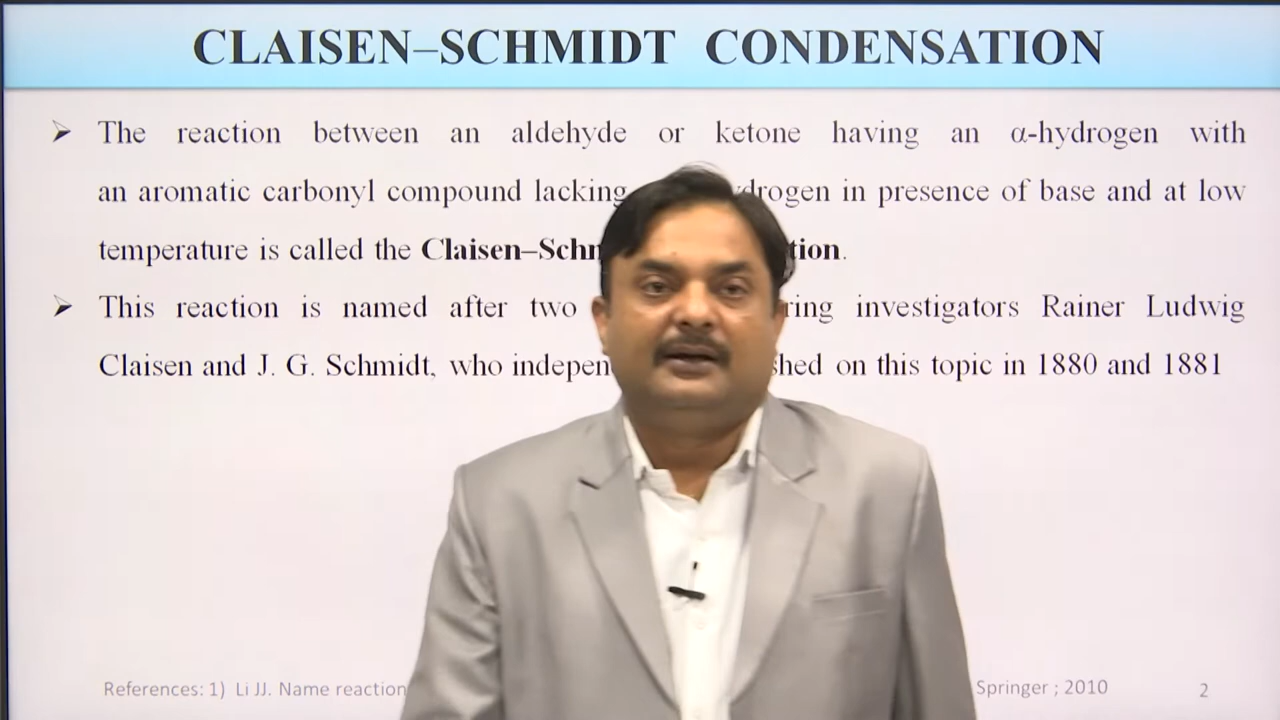 CLAISEN–SCHMIDT CONDENSATION
➢ The reaction between an aldehyde or ketone having an α-hydrogen with
an aromatic carbonyl compound lacking drogen in presence of base and at low
temperature is called the Claisen–Schm tion.
➢ This reaction is named after two ring investigators Rainer Ludwig
Claisen and J. G. Schmidt, who indepen shed on this topic in 1880 and 1881
References: 1) Li JJ. Name reaction Springer ; 2010
2